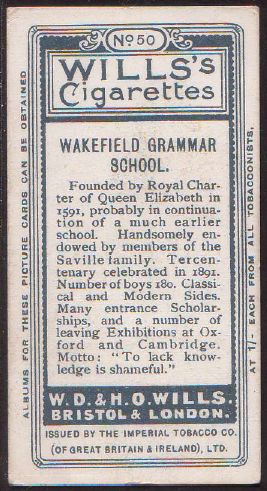 No 50
WILLS's
Cigarettes
WAKEFIELD GRAMMAR
SCHOOL.
Founded by Royal Char-
ter of Queen Elizabeth in
1591, probably in continua-
tion of a much earlier
school. Handsomely en-
dowed by members of the
Saville family. Tercen-
tenary celebrated in 1891.
Number of boys 180. Classi-
cal and Modern Sides.
Many entrance Scholar-
ships, and a number of
leaving Exhibitions at Ox-
ford and Cambridge.
Motto: "To lack know-
ledge is shameful."
W.D. & H.O. WILLS.
BRISTOL & LONDON.
ISSUED BY THE IMPERIAL TOBACCO CO.
(OF GREAT BRITAIN & IRELAND), LTD.
ALBUMS FOR THESE PICTURE CARDS CAN BE OBTAINED
AT 1/- EACH FROM ALL TOBACCONISTS,